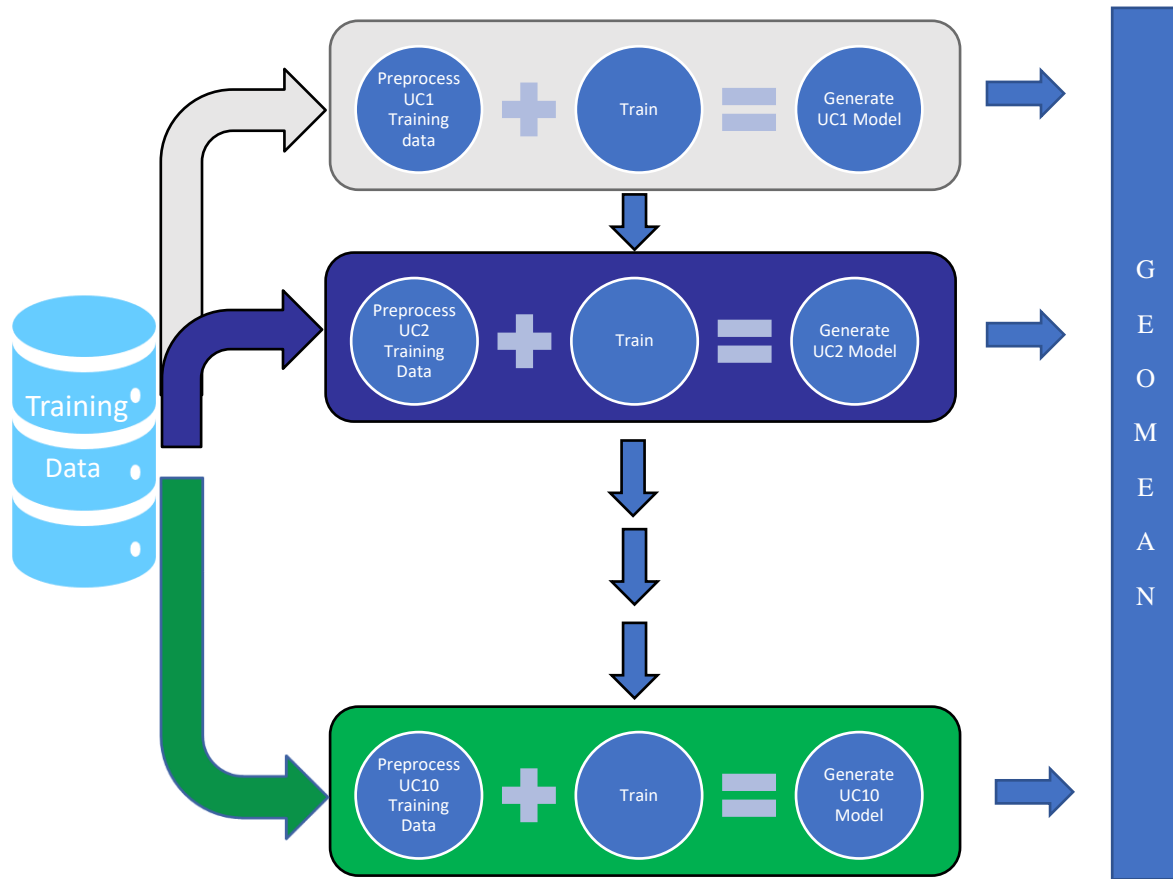 Training
Data
Preprocess
UC1
Training
data
Train
Generate
UC1 Model
Preprocess
UC2
Training
Data
Train
Generate
UC2 Model
Preprocess
UC10
Training
Data
Train
Generate
UC10
Model
G
E
O
M
E
A
N